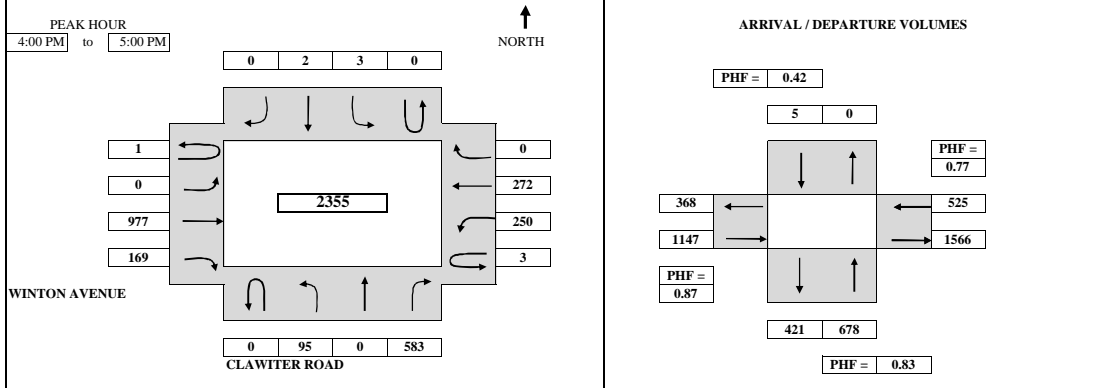 PEAK HOUR
4:00 PM to 5:00 PM
NORTH
0 2 3 0
1
0
977
169
2355
0
272
250
3
WINTON AVENUE
0 95 0 583
CLAWITER ROAD
ARRIVAL / DEPARTURE VOLUMES
PHF = 0.42
5 0
PHF =
0.77
368 525
1147 1566
PHF =
0.87
421 678
PHF = 0.83